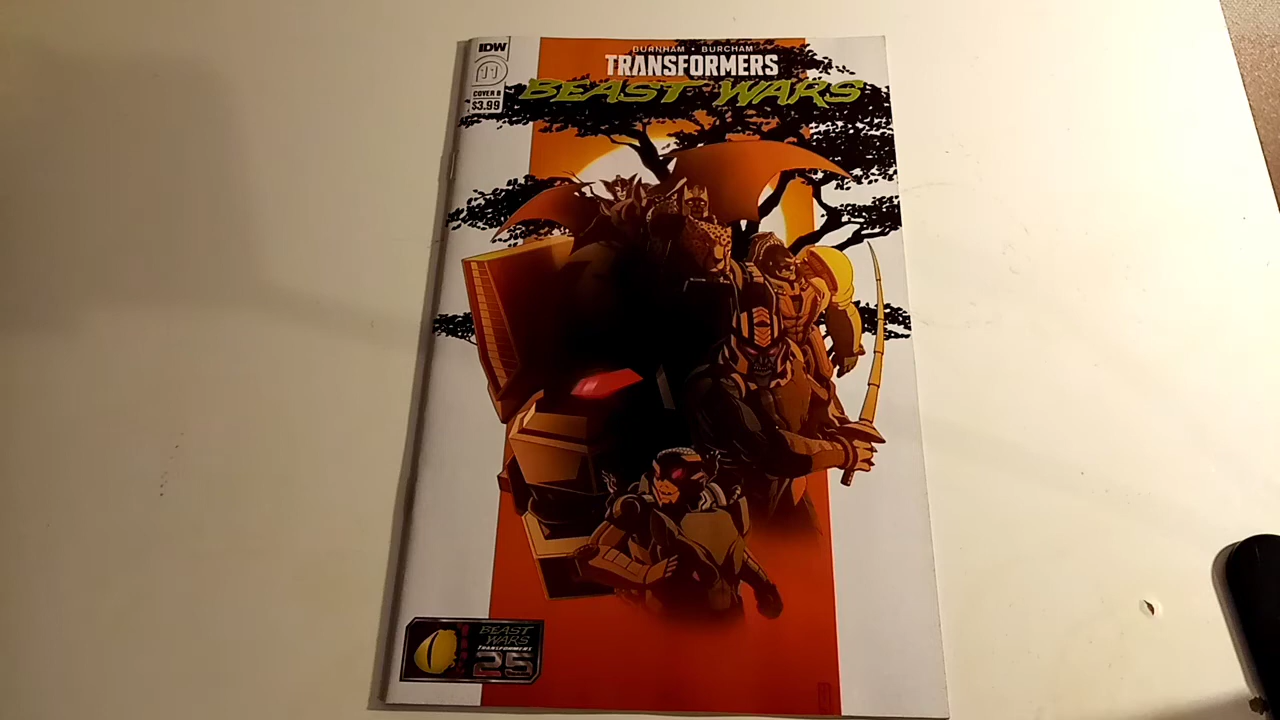 IDW
11
COVER B
$3.99
BURNHAM • BURCHAM
TRANSFORMERS
BEAST WARS
BEAST
WARS
TRANSFORMERS
25